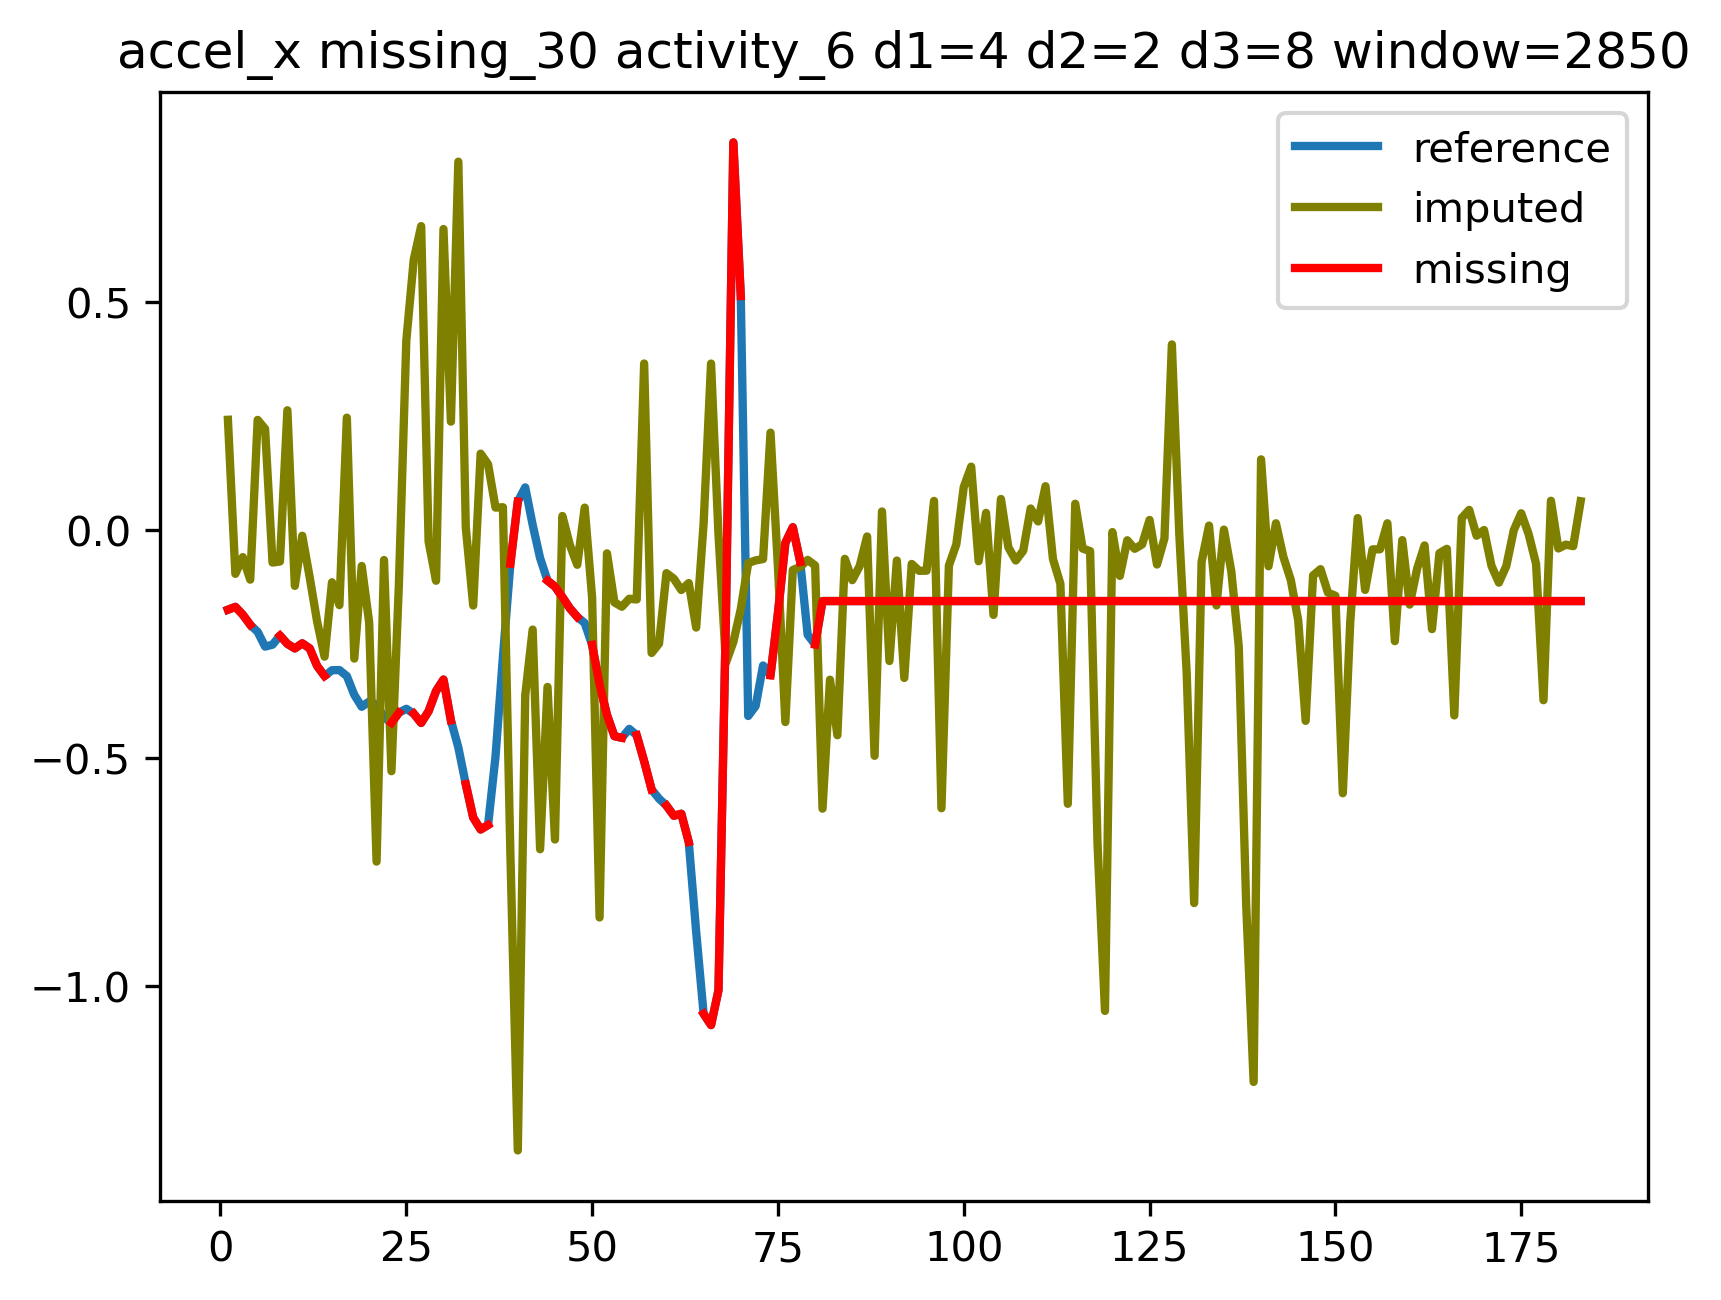 accel_x missing_30 activity_6 d1=4 d2=2 d3=8 window=2850
reference
imputed
missing
0.5
0.0
−0.5
−1.0
0 25 50 75 100 125 150 175